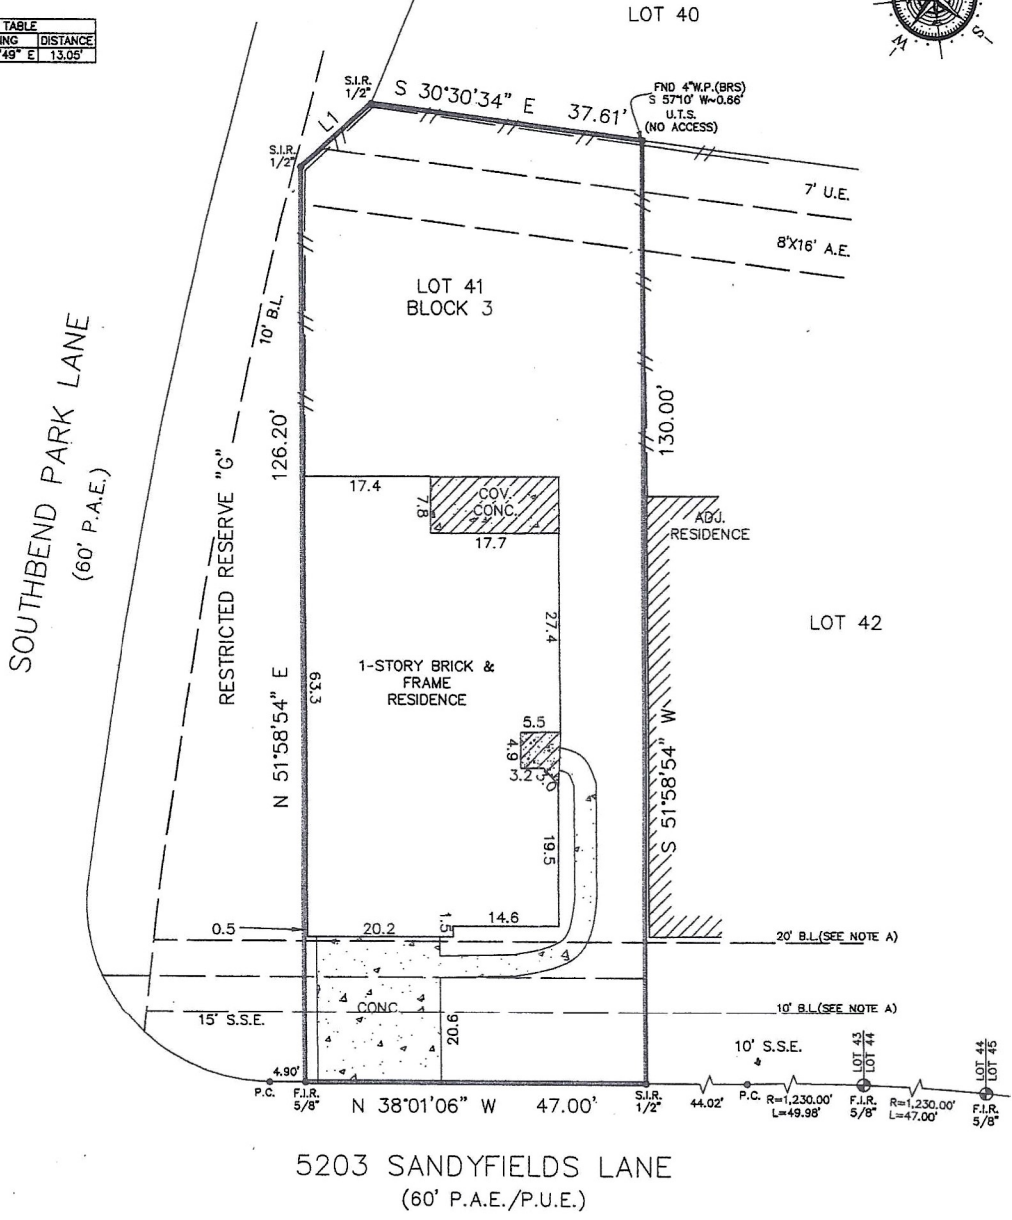 TABLE
DISTANCE
49" E 13.05'
LOT 40
W
S
S.I.R.
1/2"
S 30°30'34" E 37.61'
FND 4"W.P.(BRS)
S 57°10' W~0.66'
U.T.S.
(NO ACCESS)
L1
S.I.R.
1/2"
7' U.E.
8'X16' A.E.
LOT 41
BLOCK 3
10' B.L.
SOUTHBEND PARK LANE
(60' P.A.E.)
RESTRICTED RESERVE "G"
126.20'
130.00'
17.4
7.8
COV.
CONC.
17.7
ADJ.
RESIDENCE
27.4
LOT 42
1-STORY BRICK &
FRAME
RESIDENCE
63.3
N 51°58'54" E
5.5
4.9
3.2
S 51°58'54" W
19.5
0.5
20.2
1.5
14.6
20' B.L.(SEE NOTE A)
CONC.
15' S.S.E.
10' B.L.(SEE NOTE A)
20.9
10' S.S.E.
LOT 43
LOT 44
LOT 44
LOT 45
4.90'
P.C.
F.I.R.
5/8"
N 38°01'06" W 47.00'
S.I.R.
1/2"
44.02'
P.C.
R=1,230.00'
L=49.98'
F.I.R.
5/8"
R=1,230.00'
L=47.00'
F.I.R.
5/8"
5203 SANDYFIELDS LANE
(60' P.A.E./P.U.E.)